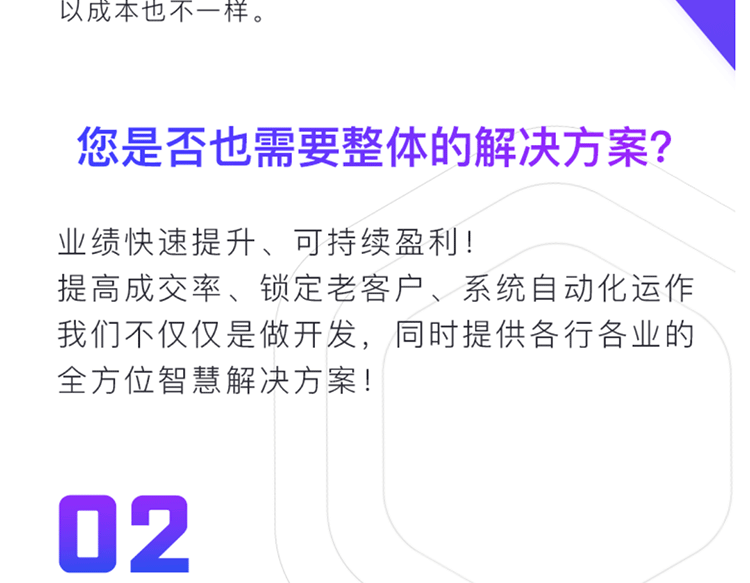 以成本也不一样。
您是否也需要整体的解决方案?
业绩快速提升、可持续盈利!
提高成交率、锁定老客户、系统自动化运作
我们不仅仅是做开发，同时提供各行各业的
全方位智慧解决方案!
02